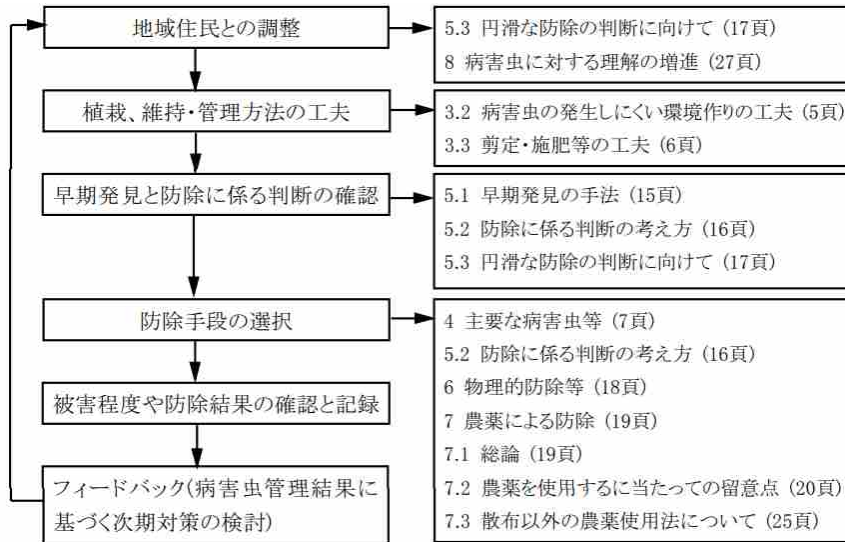 地域住民との調整
5.3 円滑な防除の判断に向けて (17頁)
8 病害虫に対する理解の増進 (27頁)
植栽、維持・管理方法の工夫
3.2 病害虫の発生しにくい環境作りの工夫 (5頁)
3.3 剪定・施肥等の工夫 (6頁)
早期発見と防除に係る判断の確認
5.1 早期発見の手法 (15頁)
5.2 防除に係る判断の考え方 (16頁)
5.3 円滑な防除の判断に向けて (17頁)
防除手段の選択
4 主要な病害虫等 (7頁)
5.2 防除に係る判断の考え方 (16頁)
6 物理的防除等 (18頁)
7 農薬による防除 (19頁)
7.1 総論 (19頁)
7.2 農薬を使用するに当たっての留意点 (20頁)
7.3 散布以外の農薬使用法について (25頁)
被害程度や防除結果の確認と記録
フィードバック(病害虫管理結果に
基づく次期対策の検討)